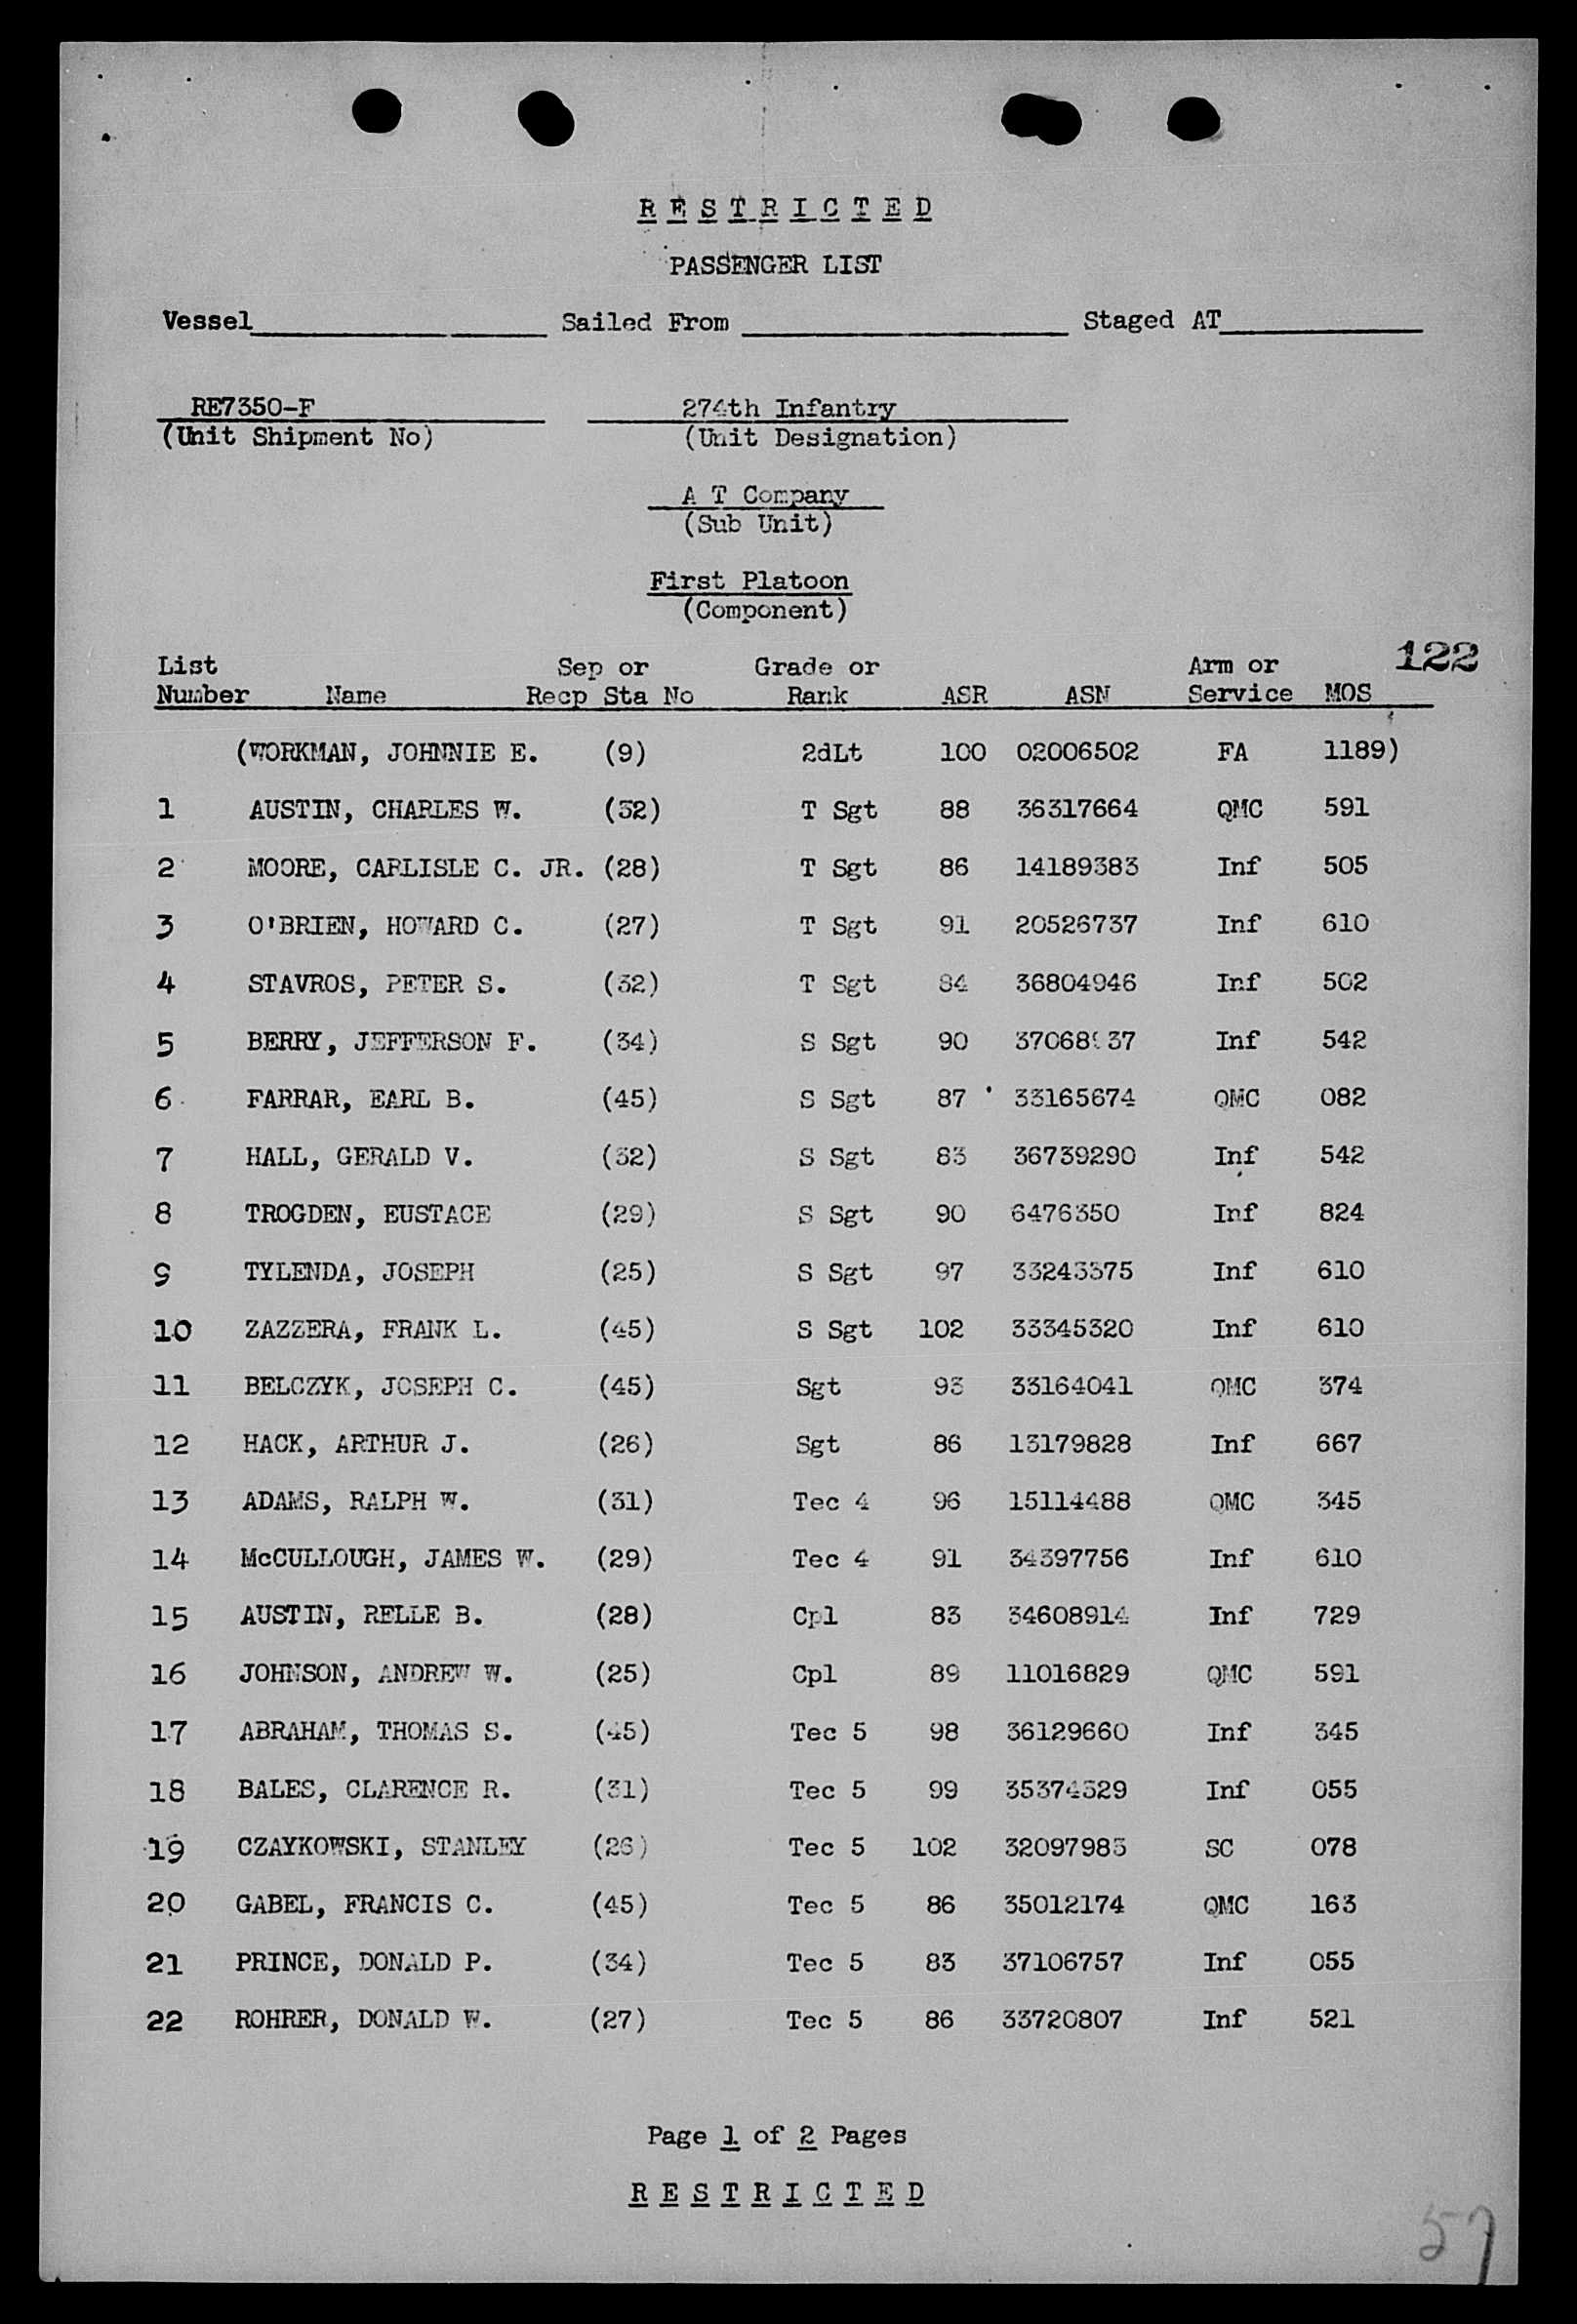 RESTRICTED
PASSENGER LIST
Vessel Sailed From Staged AT
RE7350-F 274th Infantry
(Unit Shipment No) (Unit Designation)
A T Company
(Sub Unit)
First Platoon
(Component)
122
List Sep or Grade or Arm or
Number Name Recp Sta No Rank ASR ASN Service MOS
(WORKMAN, JOHNNIE E. (9) 2dLt 100 02006502 FA 1189)
1 AUSTIN, CHARLES W. (32) T Sgt 88 36317664 QMC 591
2 MOORE, CARLISLE C. JR. (28) T Sgt 86 14189383 Inf 505
3 O'BRIEN, HOWARD C. (27) T Sgt 91 20526737 Inf 610
4 STAVROS, PETER S. (32) T Sgt 84 36804946 Inf 502
5 BERRY, JEFFERSON F. (34) S Sgt 90 Inf 542
6 FARRAR, EARL B. (45) S Sgt 87 33165674 QMC 082
7 HALL, GERALD V. (32) S Sgt 83 36739290 Inf 542
8 TROGDEN, EUSTACE (29) S Sgt 90 6476350 Inf 824
9 TYLENDA, JOSEPH (25) S Sgt 97 33243375 Inf 610
10 ZAZZERA, FRANK L. (45) S Sgt 102 33345320 Inf 610
11 BELCZYK, JOSEPH C. (45) Sgt 93 33164041 QMC 374
12 HACK, ARTHUR J. (26) Sgt 86 13179828 Inf 667
13 ADAMS, RALPH W. (31) Tec 4 96 15114488 QMC 345
14 McCULLOUGH, JAMES W. (29) Tec 4 91 34397756 Inf 610
15 AUSTIN, RELLE B. (28) Cpl 83 34608914 Inf 729
16 JOHNSON, ANDREW W. (25) Cpl 89 11016829 QMC 591
17 ABRAHAM, THOMAS S. (45) Tec 5 98 36129660 Inf 345
18 BALES, CLARENCE R. (31) Tec 5 99 35374329 Inf 055
19 CZAYKOWSKI, STANLEY (26) Tec 5 102 32097983 SC 078
20 GABEL, FRANCIS C. (45) Tec 5 86 35012174 QMC 163
21 PRINCE, DONALD P. (34) Tec 5 83 37106757 Inf 055
22 ROHRER, DONALD W. (27) Tec 5 86 33720807 Inf 521
Page 1 of 2 Pages
RESTRICTED
57